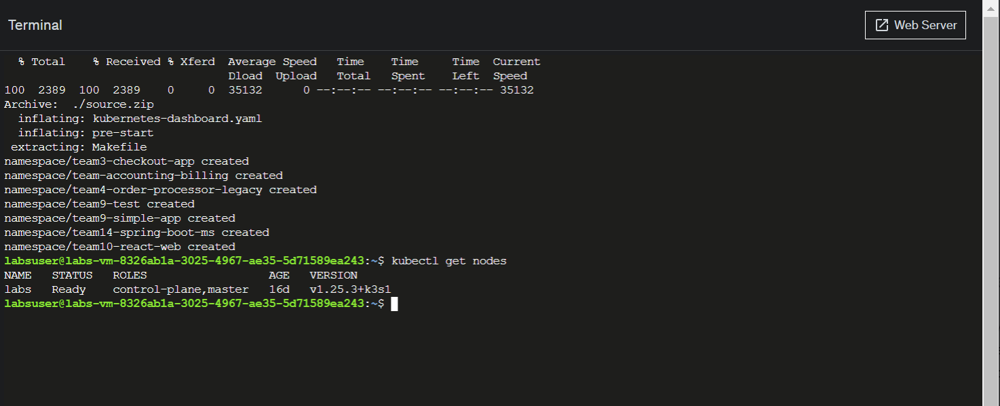 Terminal
Web Server
% Total % Received % Xferd Average Speed Time Time Time Current
Dload Upload Total Spent Left Speed
100 2389 100 2389 0 0 35132 0 --:--:-- --:--:-- --:--:-- 35132
Archive: ./source.zip
inflating: kubernetes-dashboard.yaml
inflating: pre-start
extracting: Makefile
namespace/team3-checkout-app created
namespace/team-accounting-billing created
namespace/team4-order-processor-legacy created
namespace/team9-test created
namespace/team9-simple-app created
namespace/team14-spring-boot-ms created
namespace/team10-react-web created
labsuser@labs-vm-8326ab1a-3025-4967-ae35-5d71589ea243:~$ kubectl get nodes
NAME STATUS ROLES AGE VERSION
labs Ready control-plane,master 16d v1.25.3+k3s1
labsuser@labs-vm-8326ab1a-3025-4967-ae35-5d71589ea243:~$